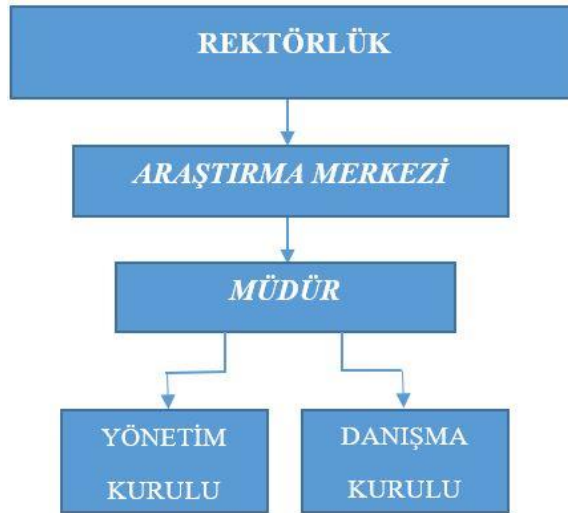 REKTÖRLÜK
ARAŞTIRMA MERKEZİ
MÜDÜR
YÖNETİM
KURULU
DANIŞMA
KURULU